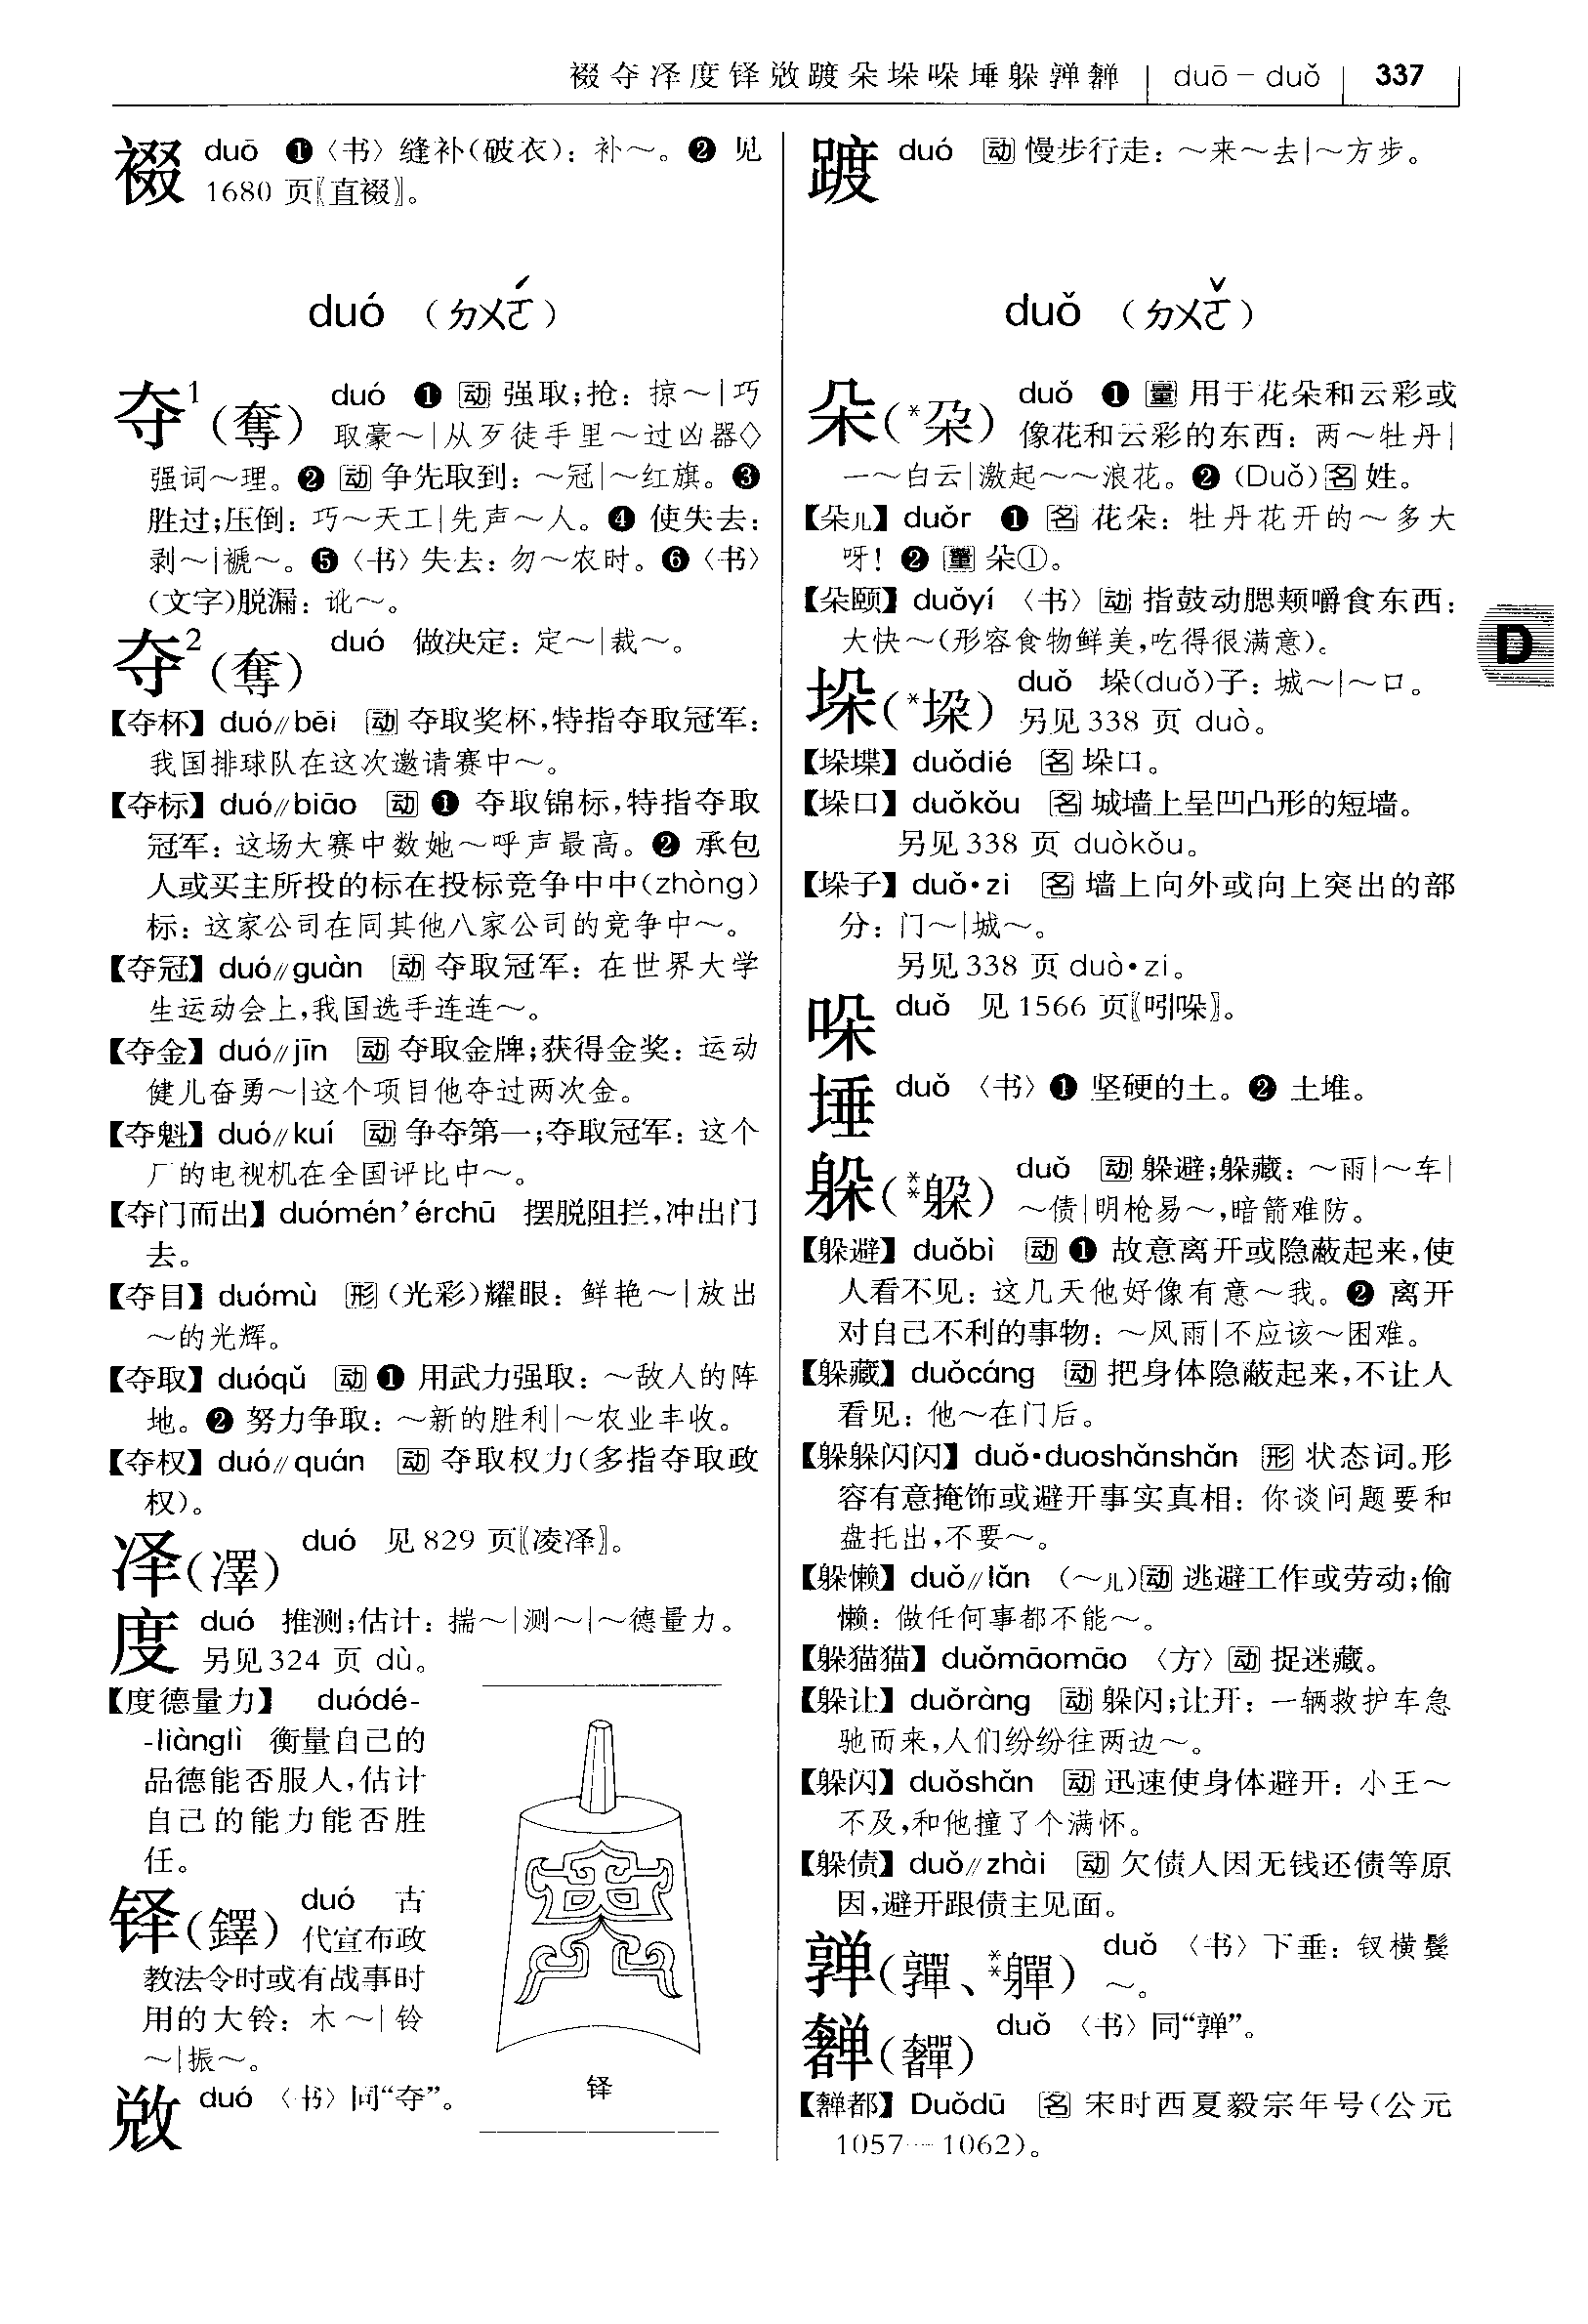 裰夺泽度铎敚踱朵垛哚埵躲亸奲 duō – duǒ 337
裰 duō ❶〈书〉缝补(破衣)：补～。❷ 见
1680 页〖直裰〗。
duó (ㄉㄨㄛˊ)
夺¹(奪) duó ❶ 动 强取;抢：掠～|巧
取豪～|从歹徒手里～过凶器◇
强词～理。❷ 动 争先取到：～冠|～红旗。❸
胜过;压倒：巧～天工|先声～人。❹ 使失去：
剥～|褫～。❺〈书〉失去：勿～农时。❻〈书〉
(文字)脱漏：讹～。
夺²(奪) duó 做决定：定～|裁～。
【夺杯】duó//bēi 动 夺取奖杯,特指夺取冠军：
我国排球队在这次邀请赛中～。
【夺标】duó//biāo 动 ❶ 夺取锦标,特指夺取
冠军：这场大赛中数她～呼声最高。❷ 承包
人或买主所投的标在投标竞争中中(zhòng)
标：这家公司在同其他八家公司的竞争中～。
【夺冠】duó//guàn 动 夺取冠军：在世界大学
生运动会上,我国选手连连～。
【夺金】duó//jīn 动 夺取金牌;获得金奖：运动
健儿奋勇～|这个项目他夺过两次金。
【夺魁】duó//kuí 动 争夺第一;夺取冠军：这个
厂的电视机在全国评比中～。
【夺门而出】duómén’érchū 摆脱阻拦,冲出门
去。
【夺目】duómù 形 (光彩)耀眼：鲜艳～|放出
～的光辉。
【夺取】duóqǔ 动 ❶ 用武力强取：～敌人的阵
地。❷ 努力争取：～新的胜利|～农业丰收。
【夺权】duó//quán 动 夺取权力(多指夺取政
权)。
泽(澤) duó 见 829 页〖凌泽〗。
度 duó 推测;估计：揣～|测～|～德量力。
另见324 页 dù。
【度德量力】 duódé-
-liànglì 衡量自己的
品德能否服人,估计
自己的能力能否胜
任。
铎(鐸) duó 古
代宣布政
教法令时或有战事时
用的大铃：木～|铃
～|振～。
敚 duó 〈书〉同“夺”。
铎
踱 duó 动 慢步行走：～来～去|～方步。
duǒ (ㄉㄨㄛˇ)
朵(*朶) duǒ ❶ 量 用于花朵和云彩或
像花和云彩的东西：两～牡丹|
一～白云|激起～～浪花。❷ (Duǒ) 名 姓。
【朵儿】duǒr ❶ 名 花朵：牡丹花开的～多大
呀！❷ 量 朵①。
【朵颐】duǒyí 〈书〉动 指鼓动腮颊嚼食东西：
大快～(形容食物鲜美,吃得很满意)。
垛(*垜) duǒ 垛(duǒ)子：城～|～口。
另见338 页 duò。
【垛堞】duǒdié 名 垛口。
【垛口】duǒkǒu 名 城墙上呈凹凸形的短墙。
另见338 页 duòkǒu。
【垛子】duǒ•zi 名 墙上向外或向上突出的部
分：门～|城～。
另见338 页 duò•zi。
哚 duǒ 见 1566 页〖吲哚〗。
埵 duǒ 〈书〉❶ 坚硬的土。❷ 土堆。
躲(**躱) duǒ 动 躲避;躲藏：～雨|～车|
～债|明枪易～,暗箭难防。
【躲避】duǒbì 动 ❶ 故意离开或隐蔽起来,使
人看不见：这几天他好像有意～我。❷ 离开
对自己不利的事物：～风雨|不应该～困难。
【躲藏】duǒcáng 动 把身体隐蔽起来,不让人
看见：他～在门后。
【躲躲闪闪】duǒ•duoshǎnshǎn 形 状态词。形
容有意掩饰或避开事实真相：你谈问题要和
盘托出,不要～。
【躲懒】duǒ//lǎn (～儿)动 逃避工作或劳动;偷
懒：做任何事都不能～。
【躲猫猫】duǒmāomāo 〈方〉动 捉迷藏。
【躲让】duǒràng 动 躲闪;让开：一辆救护车急
驰而来,人们纷纷往两边～。
【躲闪】duǒshǎn 动 迅速使身体避开：小王～
不及,和他撞了个满怀。
【躲债】duǒ//zhài 动 欠债人因无钱还债等原
因,避开跟债主见面。
亸(嚲、**軃) duǒ 〈书〉下垂：钗横鬓
～。
奲(奲) duǒ 〈书〉同“亸”。
【奲都】Duǒdū 名 宋时西夏毅宗年号(公元
1057—1062)。
D